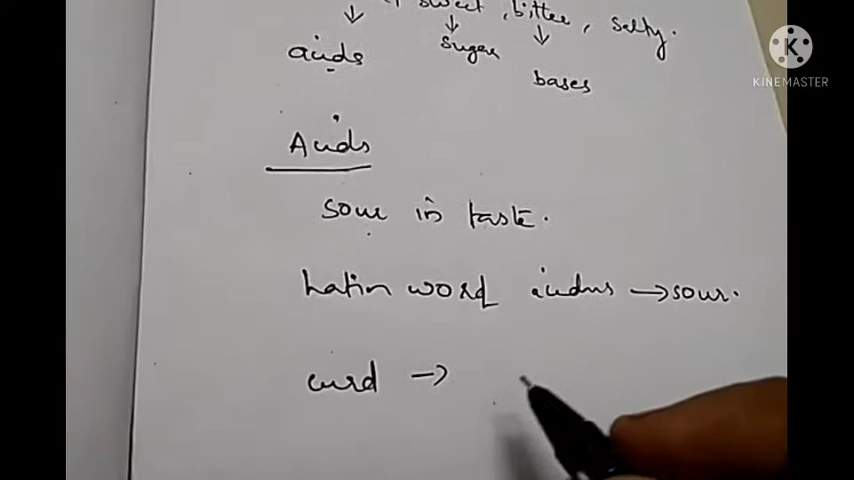 sweet, bitter, salty.
↓ ↓ ↓
acids sugar
bases
K
KINEMASTER
Acids
sour in taste.
Latin word acidus → sour.
curd →